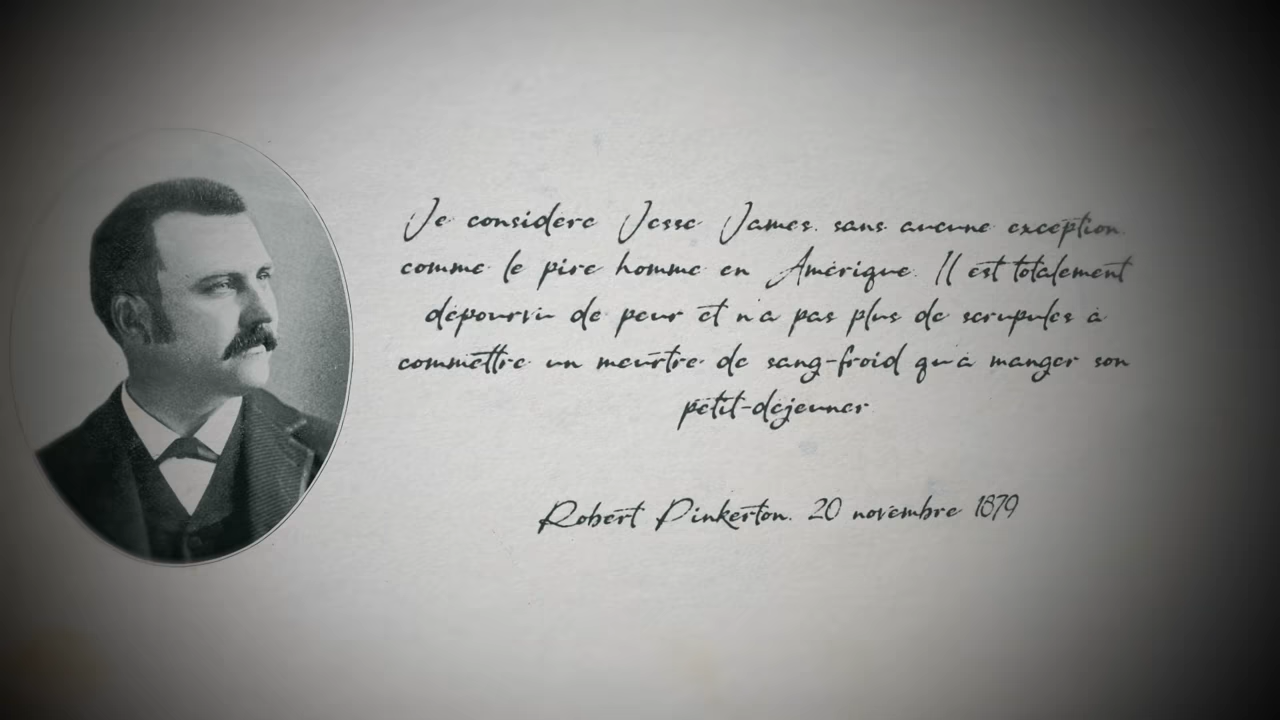 Je considère Jesse James, sans aucune exception,
comme le pire homme en Amérique. Il est totalement
dépourvu de peur et n'a pas plus de scrupules à
commettre un meurtre de sang-froid qu'à manger son
petit-déjeuner
Robert Pinkerton, 20 novembre 1879